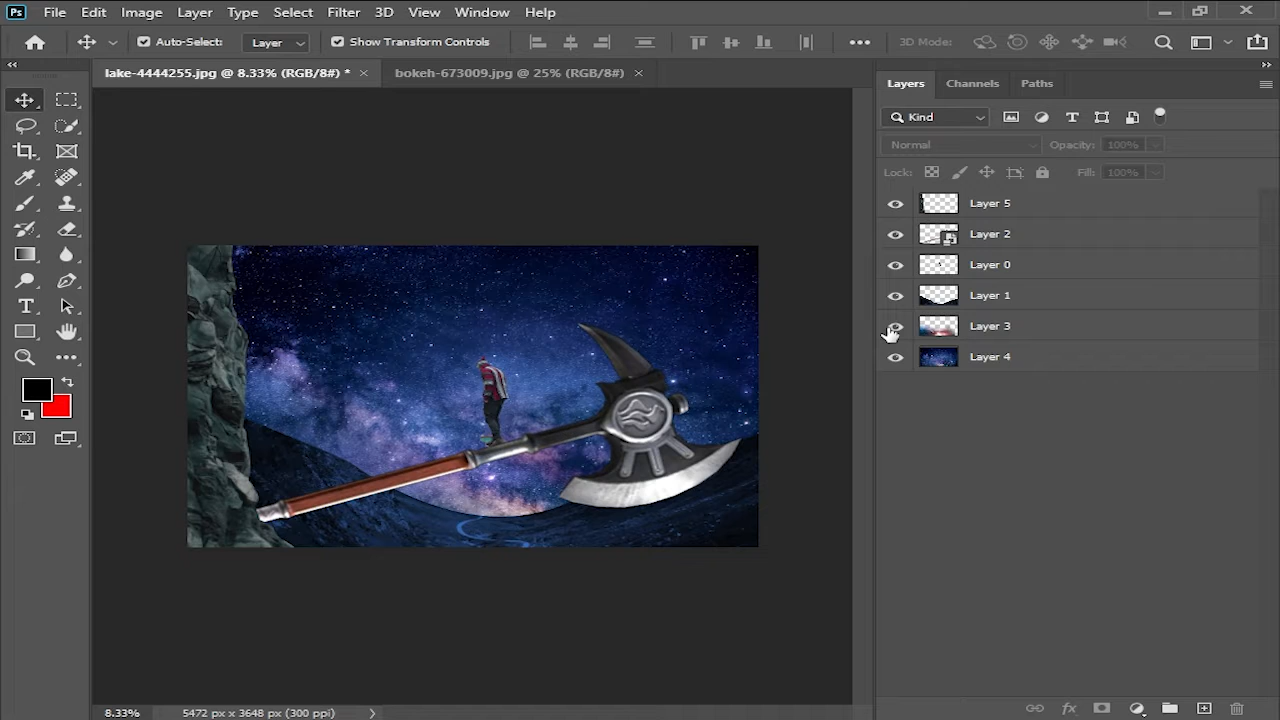 Ps File Edit Image Layer Type Select Filter 3D View Window Help
Auto-Select: Layer Show Transform Controls 3D Mode:
lake-4444255.jpg @ 8.33% (RGB/8#) * bokeh-673009.jpg @ 25% (RGB/8#)
Layers Channels Paths
Kind
Normal Opacity: 100%
Lock: Fill: 100%
Layer 5
Layer 2
Layer 0
Layer 1
Layer 3
Layer 4
8.33% 5472 px x 3648 px (300 ppi)